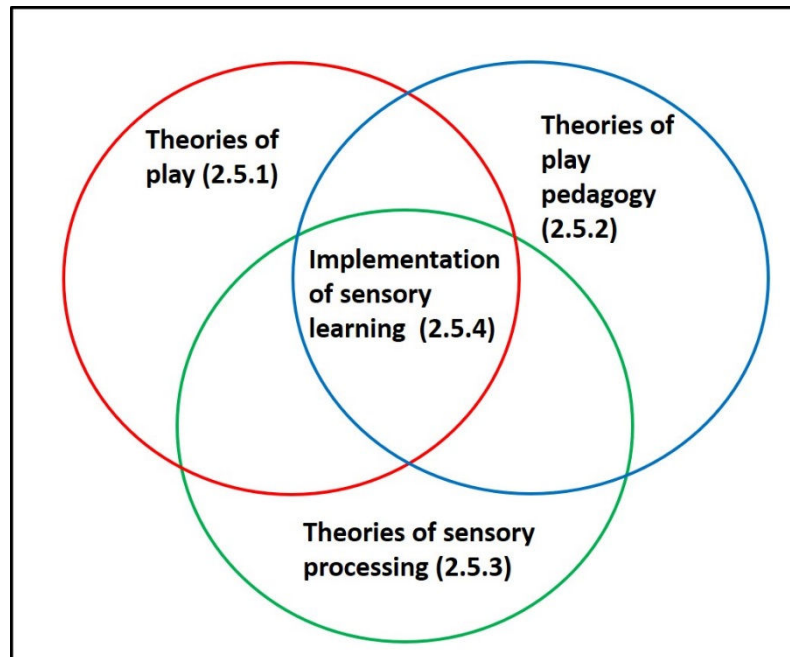 Theories of
play (2.5.1)
Theories of
play
pedagogy
(2.5.2)
Implementation
of sensory
learning  (2.5.4)
Theories of sensory
processing (2.5.3)